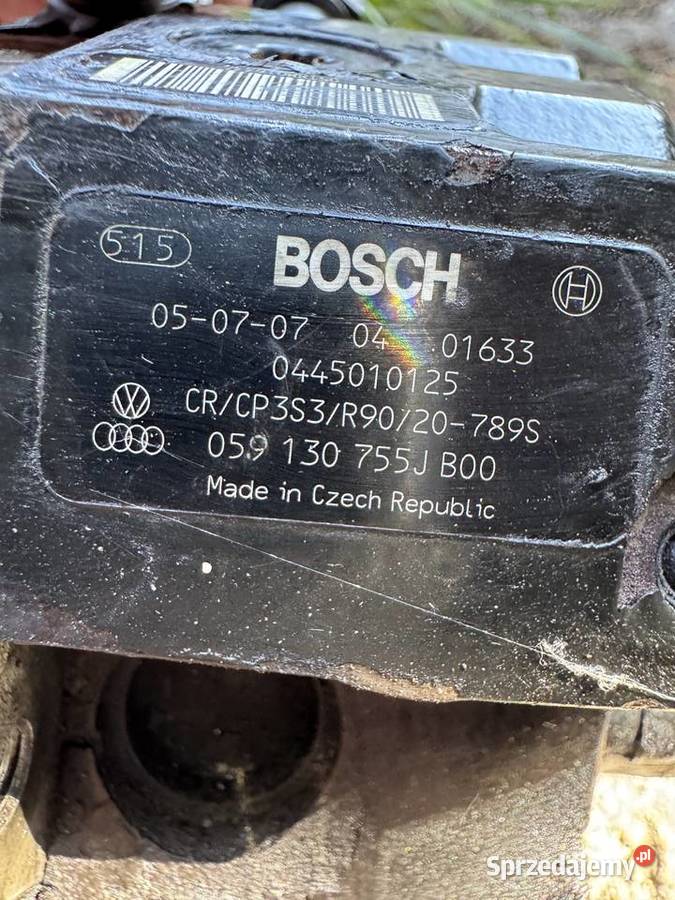 515
BOSCH
05-07-07 04 01633
0445010125
CR/CP3S3/R90/20-789S
059 130 755J B00
Made in Czech Republic
Sprzedajemy.pl